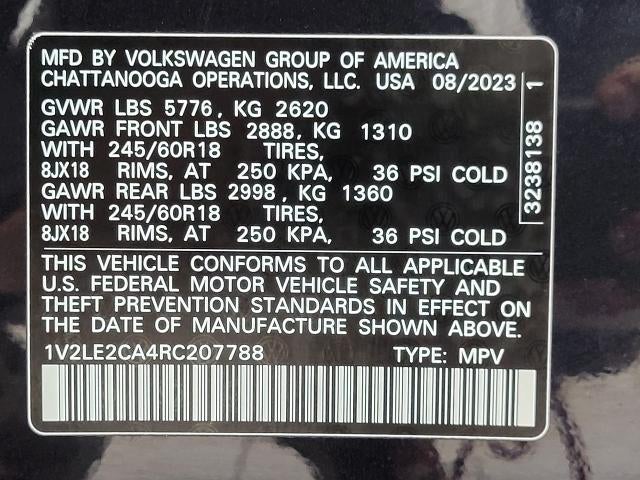 MFD BY VOLKSWAGEN GROUP OF AMERICA
CHATTANOOGA OPERATIONS, LLC. USA 08/2023
GVWR LBS 5776, KG 2620
GAWR FRONT LBS 2888, KG 1310
WITH 245/60R18 TIRES,
8JX18 RIMS, AT 250 KPA, 36 PSI COLD
GAWR REAR LBS 2998, KG 1360
WITH 245/60R18 TIRES,
8JX18 RIMS, AT 250 KPA, 36 PSI COLD
3238138 1
THIS VEHICLE CONFORMS TO ALL APPLICABLE
U.S. FEDERAL MOTOR VEHICLE SAFETY AND
THEFT PREVENTION STANDARDS IN EFFECT ON
THE DATE OF MANUFACTURE SHOWN ABOVE.
1V2LE2CA4RC207788 TYPE: MPV